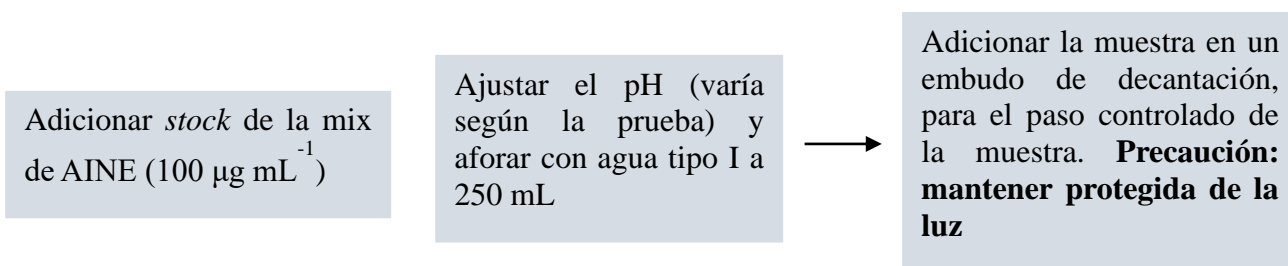 Adicionar stock de la mix
de AINE (100 µg mL-1)
Ajustar el pH (varía
según la prueba) y
aforar con agua tipo I a
250 mL
Adicionar la muestra en un
embudo de decantación,
para el paso controlado de
la muestra. Precaución:
mantener protegida de la
luz